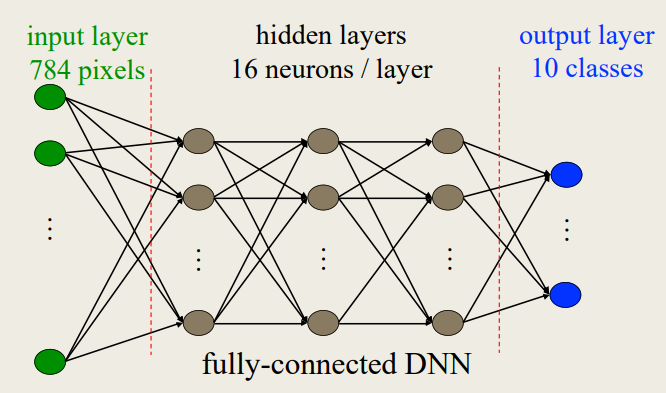 input layer
784 pixels
hidden layers
16 neurons / layer
output layer
10 classes
fully-connected DNN